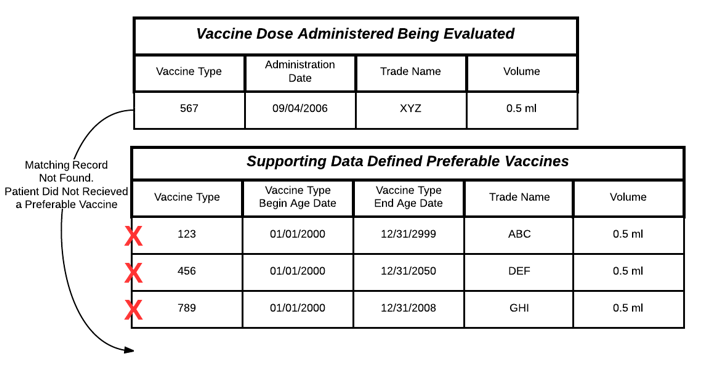 Vaccine Dose Administered Being Evaluated
Vaccine Type Administration Date Trade Name Volume
567 09/04/2006 XYZ 0.5 ml
Matching Record
Not Found.
Patient Did Not Recieved
a Preferable Vaccine
Supporting Data Defined Preferable Vaccines
Vaccine Type Vaccine Type Begin Age Date Vaccine Type End Age Date Trade Name Volume
X 123 01/01/2000 12/31/2999 ABC 0.5 ml
X 456 01/01/2000 12/31/2050 DEF 0.5 ml
X 789 01/01/2000 12/31/2008 GHI 0.5 ml